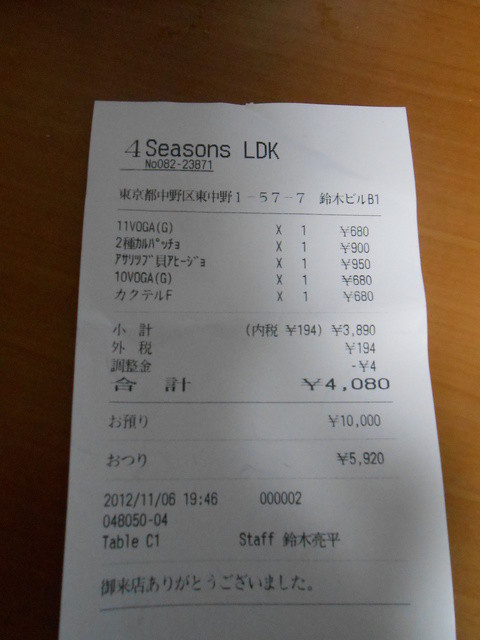 4 Seasons LDK
No082-23871
東京都中野区東中野1-57-7 鈴木ビルB1
11VOGA(G) X 1 ¥680
2種ｶﾙﾊﾟｯﾁｮ X 1 ¥900
ｱｻﾘﾂﾌﾞ貝ｱﾋｰｼﾞｮ X 1 ¥950
10VOGA(G) X 1 ¥680
カクテルF X 1 ¥680
小計 (内税 ¥194) ¥3,890
外税 ¥194
調整金 -¥4
合計 ¥4,080
お預り ¥10,000
おつり ¥5,920
2012/11/06 19:46 000002
048050-04
Table C1 Staff 鈴木亮平
御来店ありがとうございました。